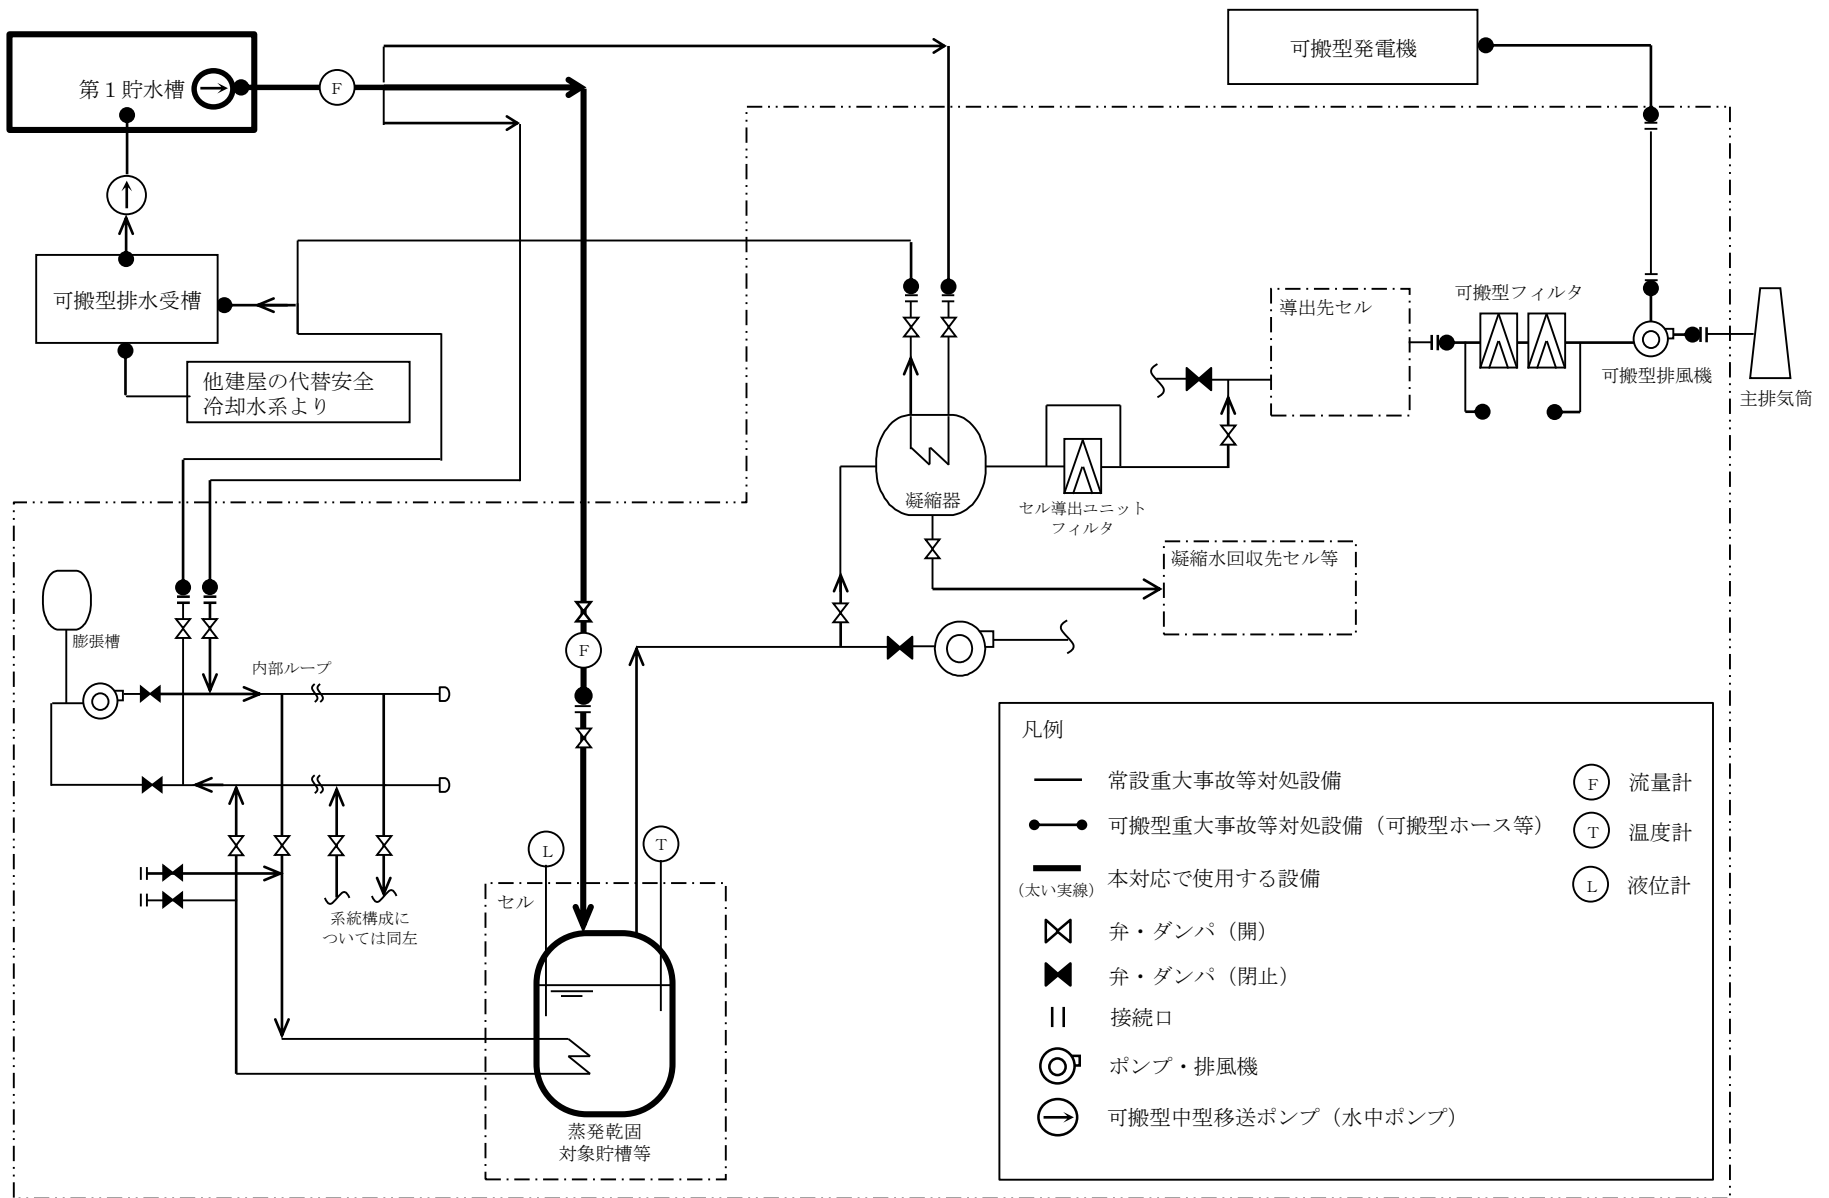 可搬型発電機
第１貯水槽
F
可搬型排水受槽
導出先セル
可搬型フィルタ
他建屋の代替安全
冷却水系より
可搬型排風機
主排気筒
凝縮器
セル導出ユニット
フィルタ
凝縮水回収先セル等
膨張槽
内部ループ
F
L
T
セル
系統構成に
ついては同左
蒸発乾固
対象貯槽等
凡例
常設重大事故等対処設備
可搬型重大事故等対処設備（可搬型ホース等）
（太い実線）
本対応で使用する設備
弁・ダンパ（開）
弁・ダンパ（閉止）
接続口
ポンプ・排風機
可搬型中型移送ポンプ（水中ポンプ）
F
流量計
T
温度計
L
液位計